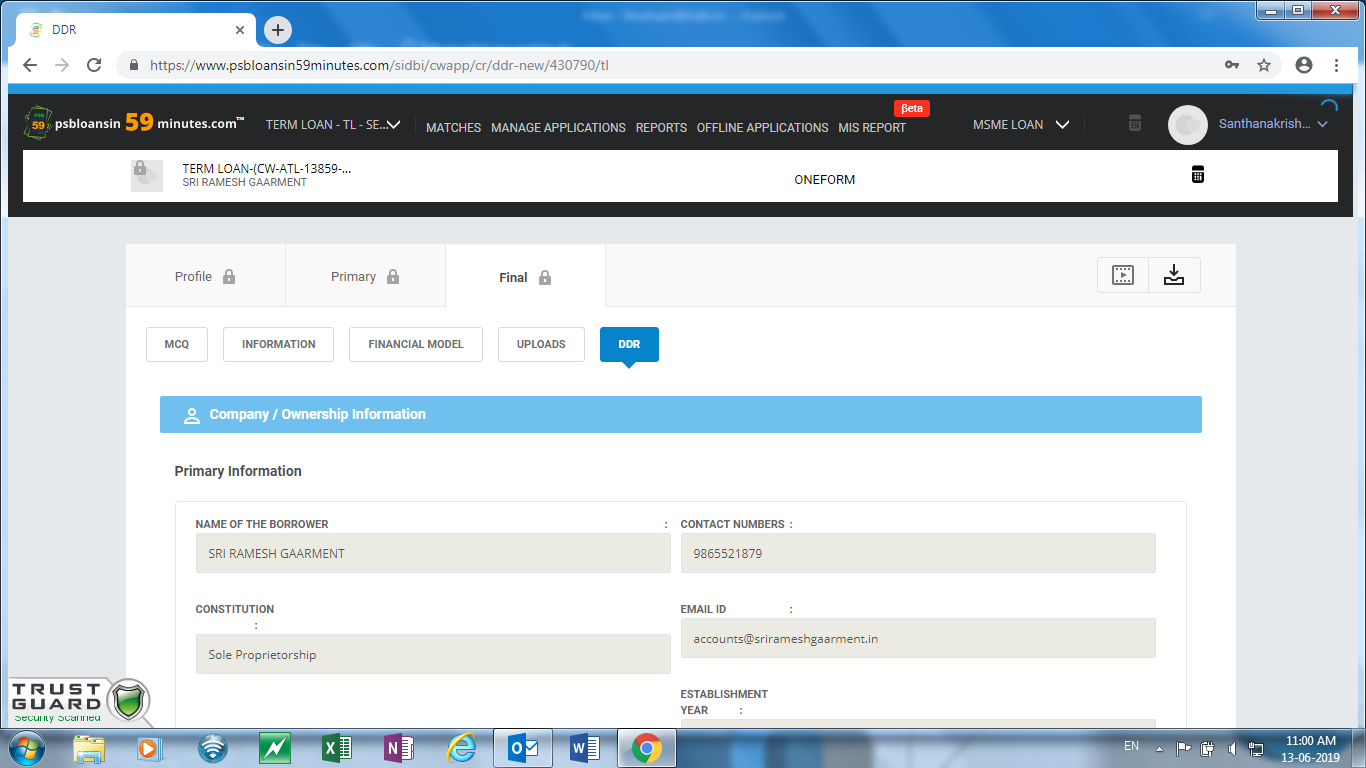 DDR
https://www.psbloansin59minutes.com/sidbi/cwapp/cr/ddr-new/430790/tl
psbloansin 59 minutes.com™
TERM LOAN - TL - SE...
MATCHES
MANAGE APPLICATIONS
REPORTS
OFFLINE APPLICATIONS
MIS REPORT
βeta
MSME LOAN
Santhanakrish...
TERM LOAN-(CW-ATL-13859-...
SRI RAMESH GAARMENT
ONEFORM
Profile
Primary
Final
MCQ
INFORMATION
FINANCIAL MODEL
UPLOADS
DDR
Company / Ownership Information
Primary Information
NAME OF THE BORROWER :
SRI RAMESH GAARMENT
CONTACT NUMBERS :
9865521879
CONSTITUTION
:
Sole Proprietorship
EMAIL ID :
accounts@srirameshgaarment.in
ESTABLISHMENT
YEAR :
TRUST
GUARD
Security Scanned
EN
11:00 AM
13-06-2019